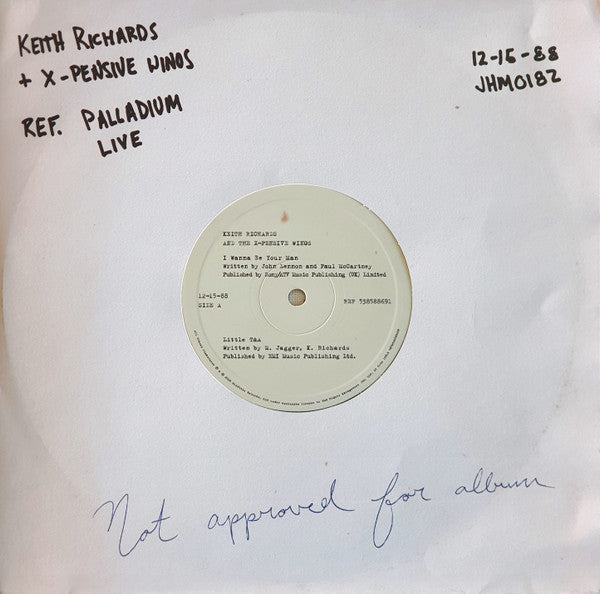 KEITH RICHARDS
+ X-PENSIVE WINOS
REF. PALLADIUM
LIVE
12-15-88
JHM0182
KEITH RICHARDS
AND THE X-PENSIVE WINOS
I Wanna Be Your Man
Written by John Lennon and Paul McCartney
Published by Sony/ATV Music Publishing (UK) Limited
12-15-88
SIDE A
REF 538588691
Little T&A
Written by M. Jagger, K. Richards
Published by EMI Music Publishing ltd.
Not approved for album